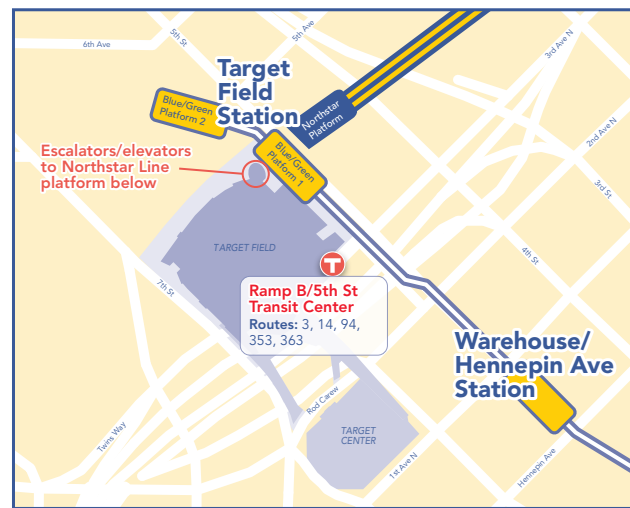 6th Ave
5th St
5th Ave
3rd Ave N
Target
Field
Station
Blue/Green
Platform 2
Northstar
Platform
2nd Ave N
Escalators/elevators
to Northstar Line
platform below
Blue/Green
Platform 1
3rd St
TARGET FIELD
4th St
7th St
Ramp B/5th St
Transit Center
Routes: 3, 14, 94,
353, 363
Warehouse/
Hennepin Ave
Station
Rod Carew
Twins Way
TARGET
CENTER
1st Ave N
Hennepin Ave
T